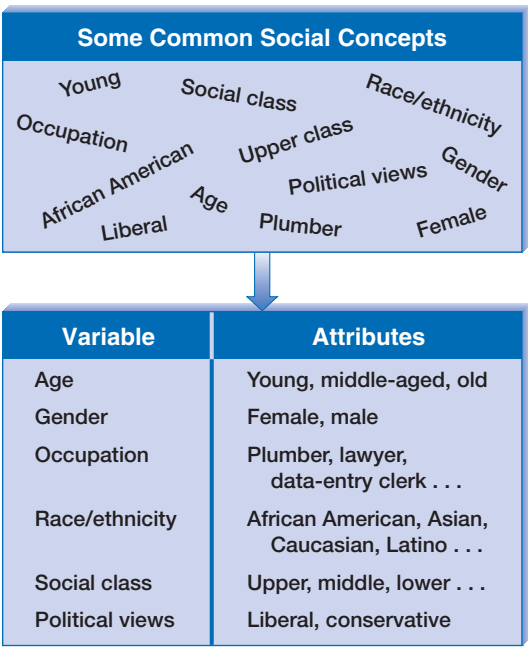 Some Common Social Concepts
Young
Social class
Race/ethnicity
Occupation
Upper class
African American
Political views
Gender
Age
Liberal
Plumber
Female
Variable
Attributes
Age
Young, middle-aged, old
Gender
Female, male
Occupation
Plumber, lawyer,
data-entry clerk . . .
Race/ethnicity
African American, Asian,
Caucasian, Latino . . .
Social class
Upper, middle, lower . . .
Political views
Liberal, conservative